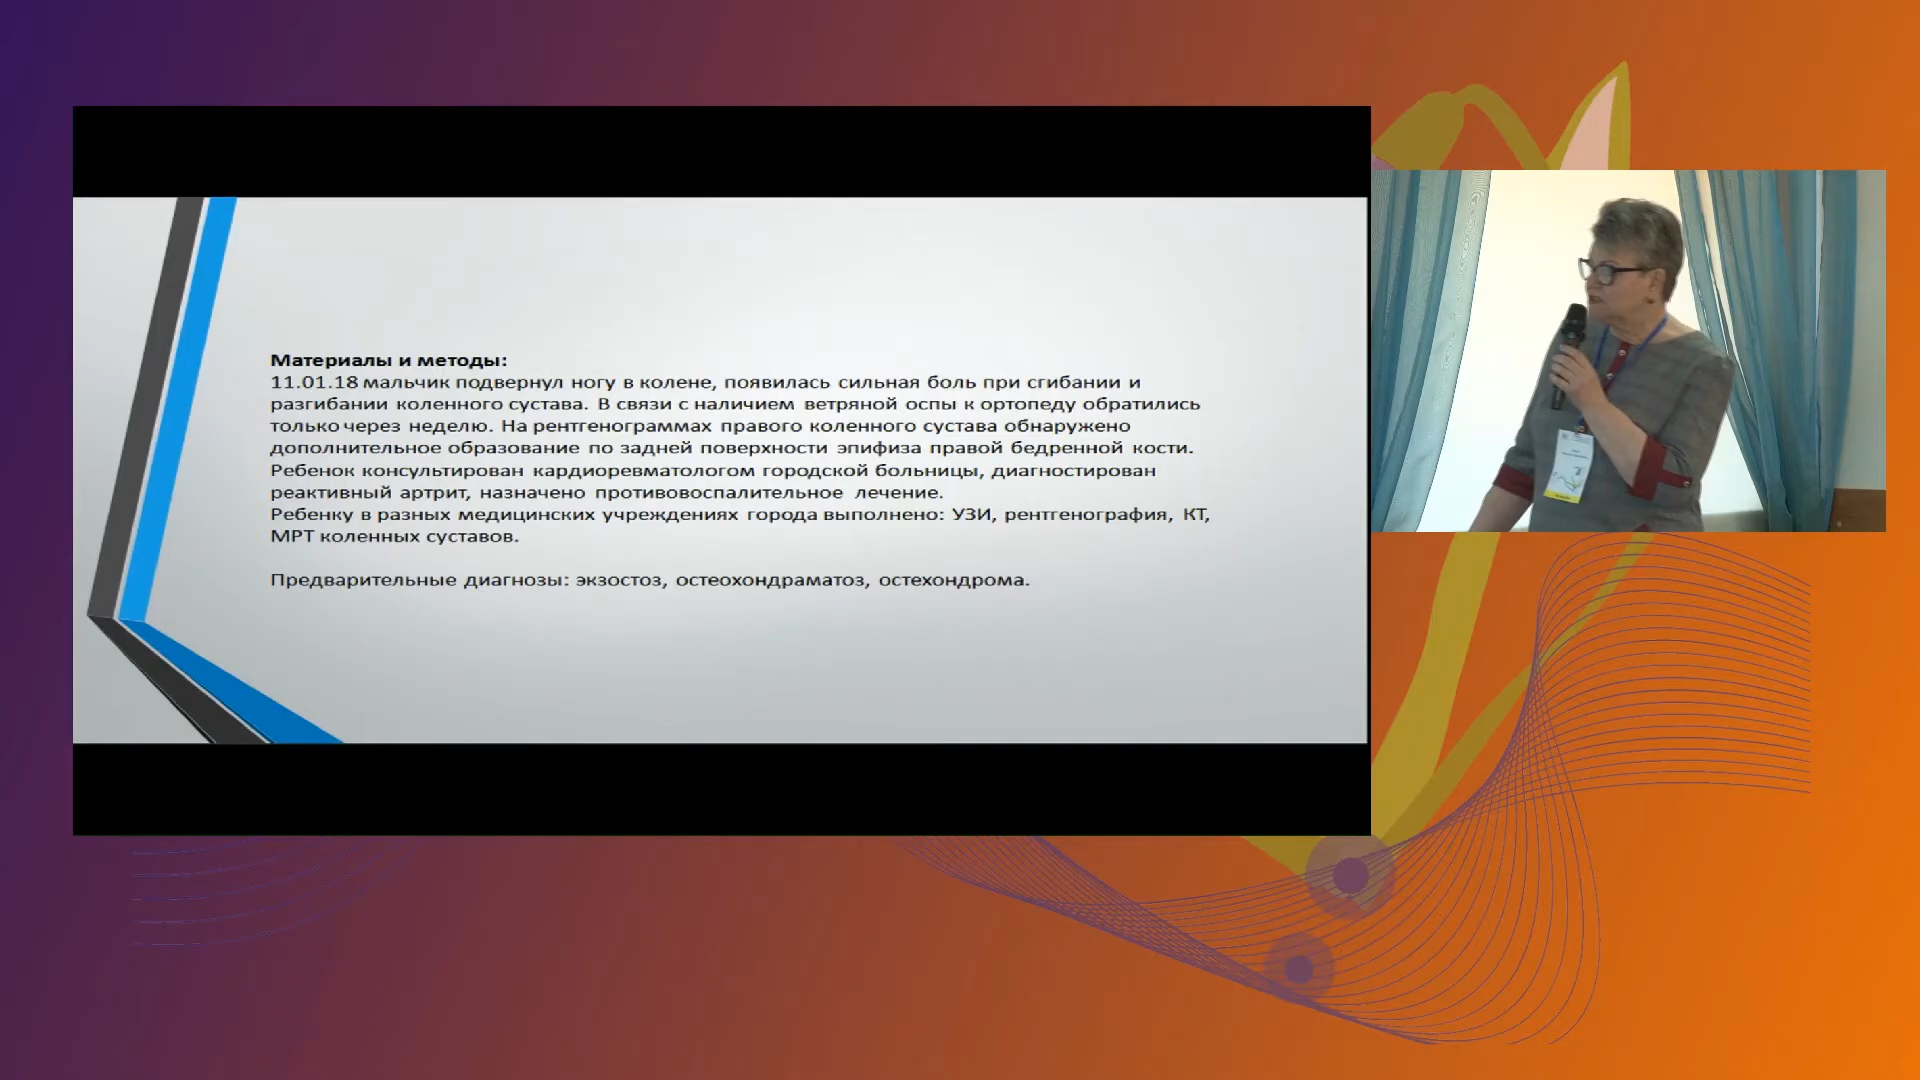 Материалы и методы:
11.01.18 мальчик подвернул ногу в колене, появилась сильная боль при сгибании и
разгибании коленного сустава. В связи с наличием ветряной оспы к ортопеду обратились
только через неделю. На рентгенограммах правого коленного сустава обнаружено
дополнительное образование по задней поверхности эпифиза правой бедренной кости.
Ребенок консультирован кардиоревматологом городской больницы, диагностирован
реактивный артрит, назначено противовоспалительное лечение.
Ребенку в разных медицинских учреждениях города выполнено: УЗИ, рентгенография, КТ,
МРТ коленных суставов.
Предварительные диагнозы: экзостоз, остеохондраматоз, остехондрома.